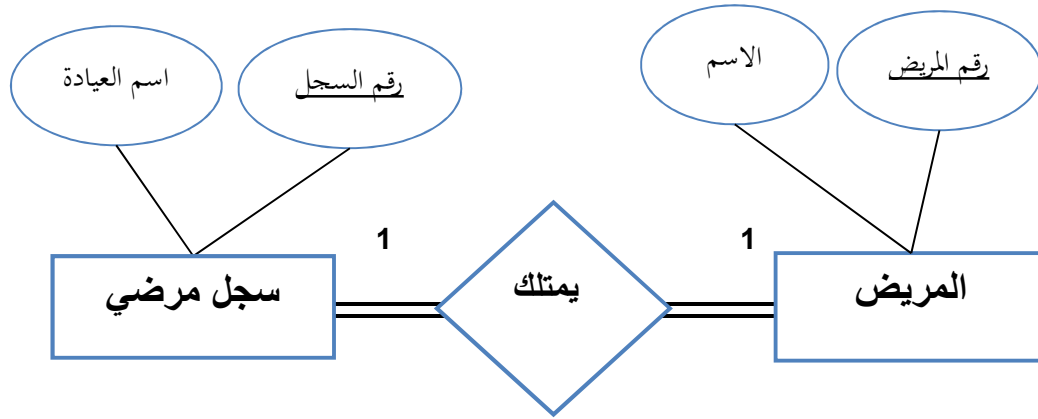 رقم المريض
الاسم
رقم السجل
اسم العيادة
1
1
المريض
يمتلك
سجل مرضي